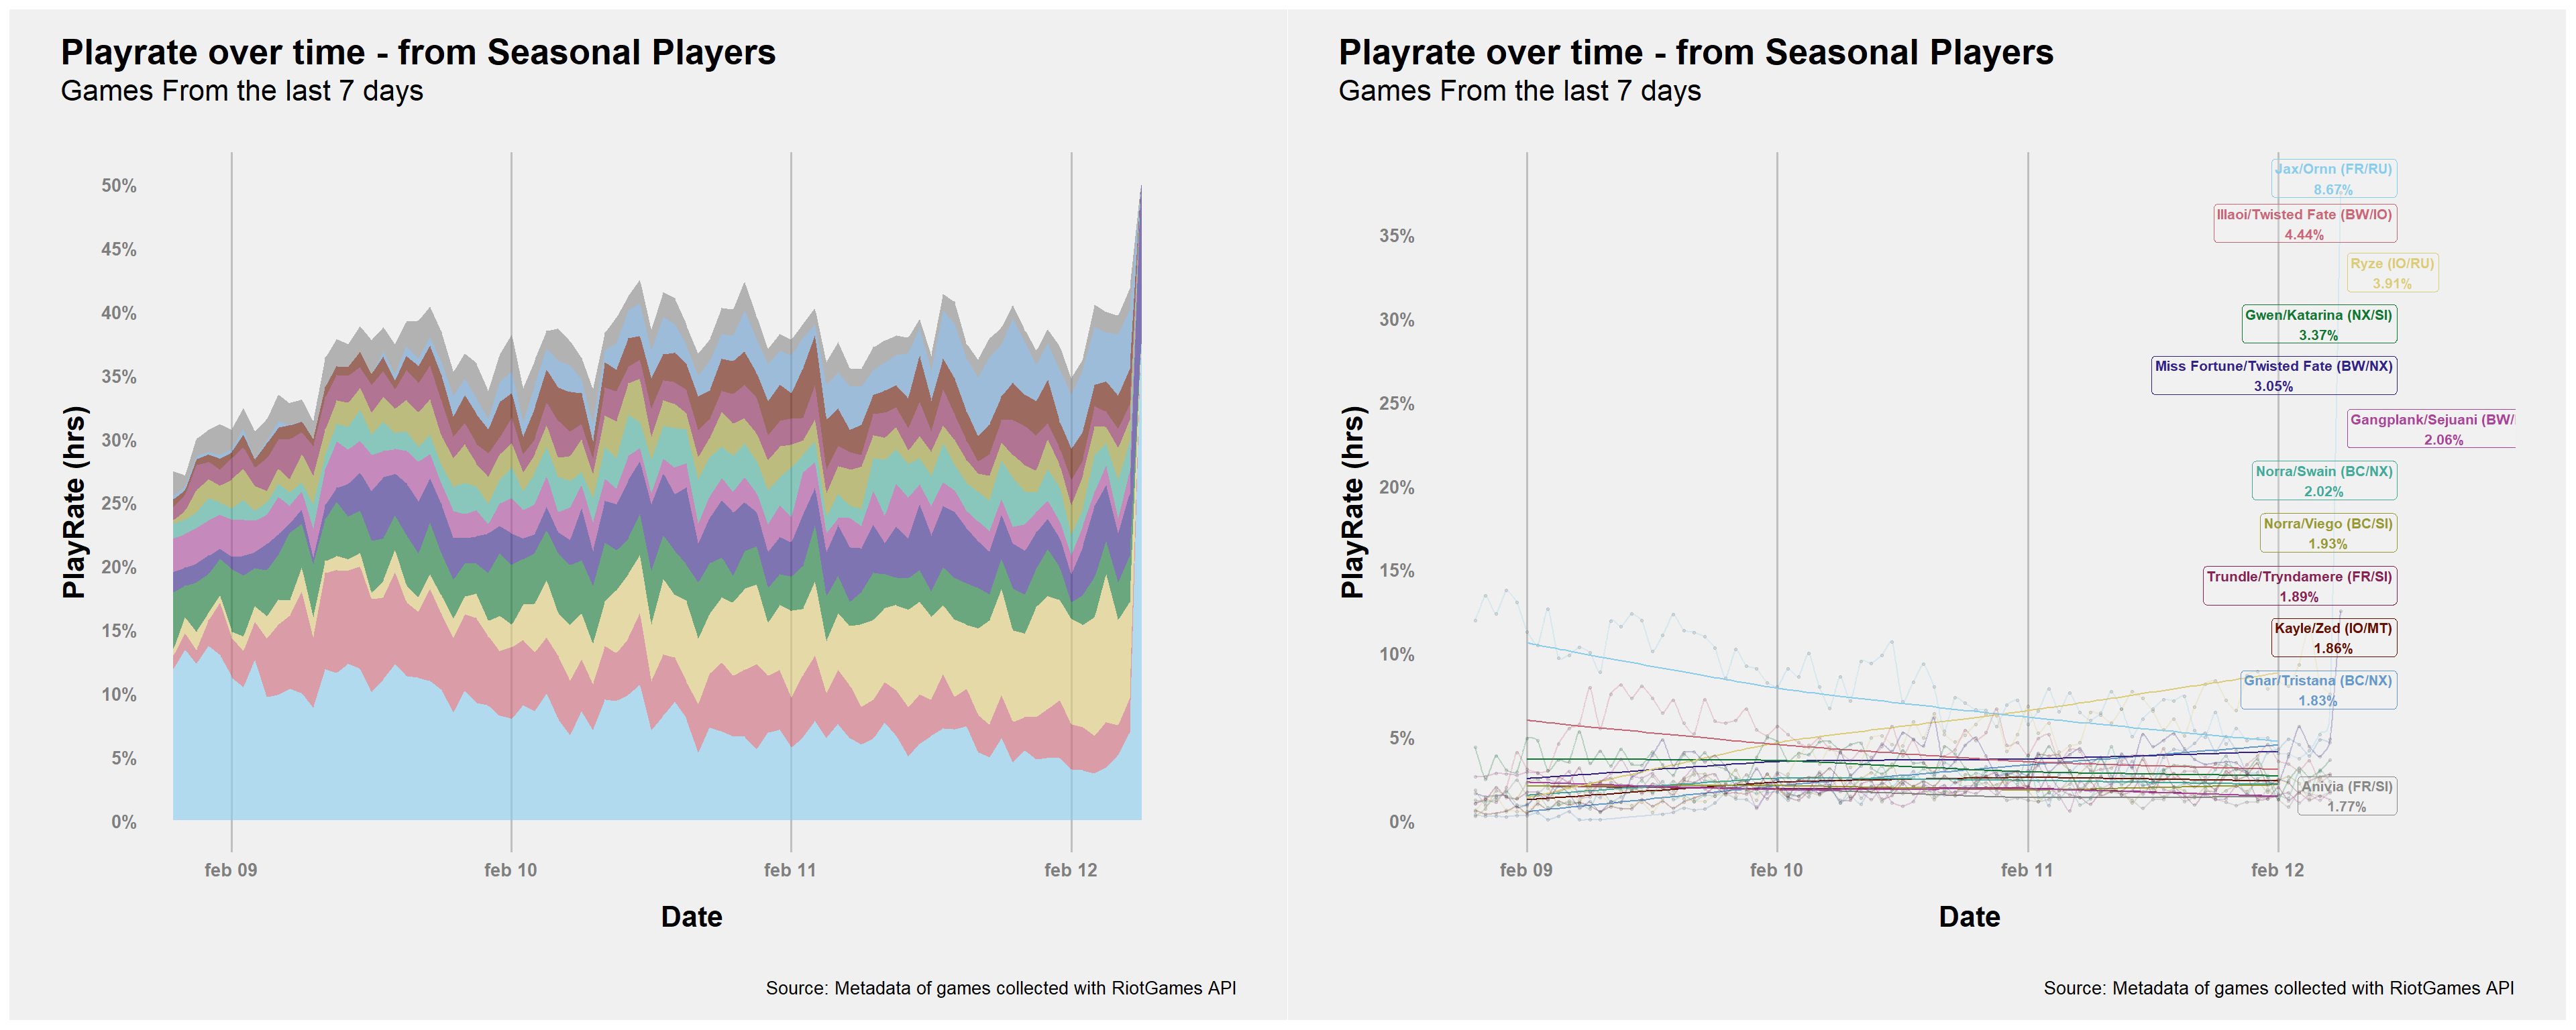 Playrate over time - from Seasonal Players
Games From the last 7 days
50%
45%
40%
35%
30%
25%
20%
15%
10%
5%
0%
PlayRate (hrs)
feb 09
feb 10
feb 11
feb 12
Date
Source: Metadata of games collected with RiotGames API
Playrate over time - from Seasonal Players
Games From the last 7 days
35%
30%
25%
20%
15%
10%
5%
0%
PlayRate (hrs)
Jax/Ornn (FR/RU)
8.67%
Illaoi/Twisted Fate (BW/IO)
4.44%
Ryze (IO/RU)
3.91%
Gwen/Katarina (NX/SI)
3.37%
Miss Fortune/Twisted Fate (BW/NX)
3.05%
Gangplank/Sejuani (BW/
2.06%
Norra/Swain (BC/NX)
2.02%
Norra/Viego (BC/SI)
1.93%
Trundle/Tryndamere (FR/SI)
1.89%
Kayle/Zed (IO/MT)
1.86%
Gnar/Tristana (BC/NX)
1.83%
Anivia (FR/SI)
1.77%
feb 09
feb 10
feb 11
feb 12
Date
Source: Metadata of games collected with RiotGames API